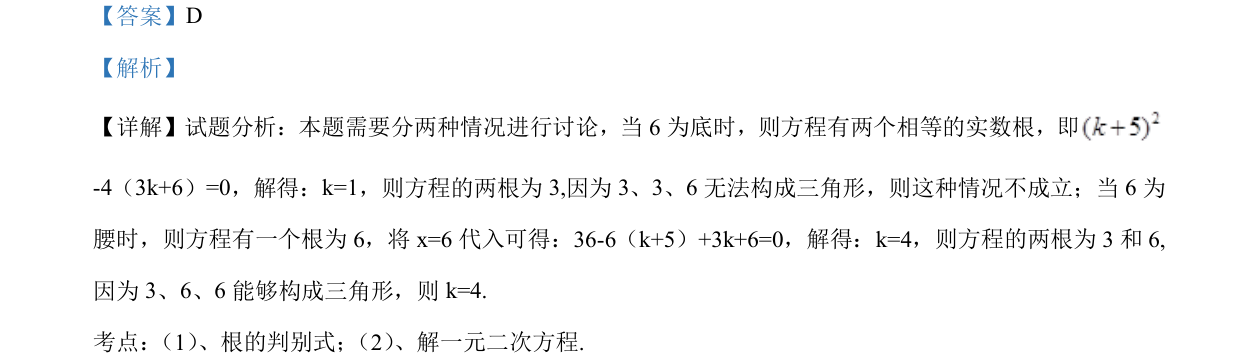 【答案】D
【解析】
【详解】试题分析：本题需要分两种情况进行讨论，当 6 为底时，则方程有两个相等的实数根，即(k+5)²
-4（3k+6）=0，解得：k=1，则方程的两根为 3,因为 3、3、6 无法构成三角形，则这种情况不成立；当 6 为
腰时，则方程有一个根为 6，将 x=6 代入可得：36-6（k+5）+3k+6=0，解得：k=4，则方程的两根为 3 和 6,
因为 3、6、6 能够构成三角形，则 k=4.
考点：（1）、根的判别式；（2）、解一元二次方程.